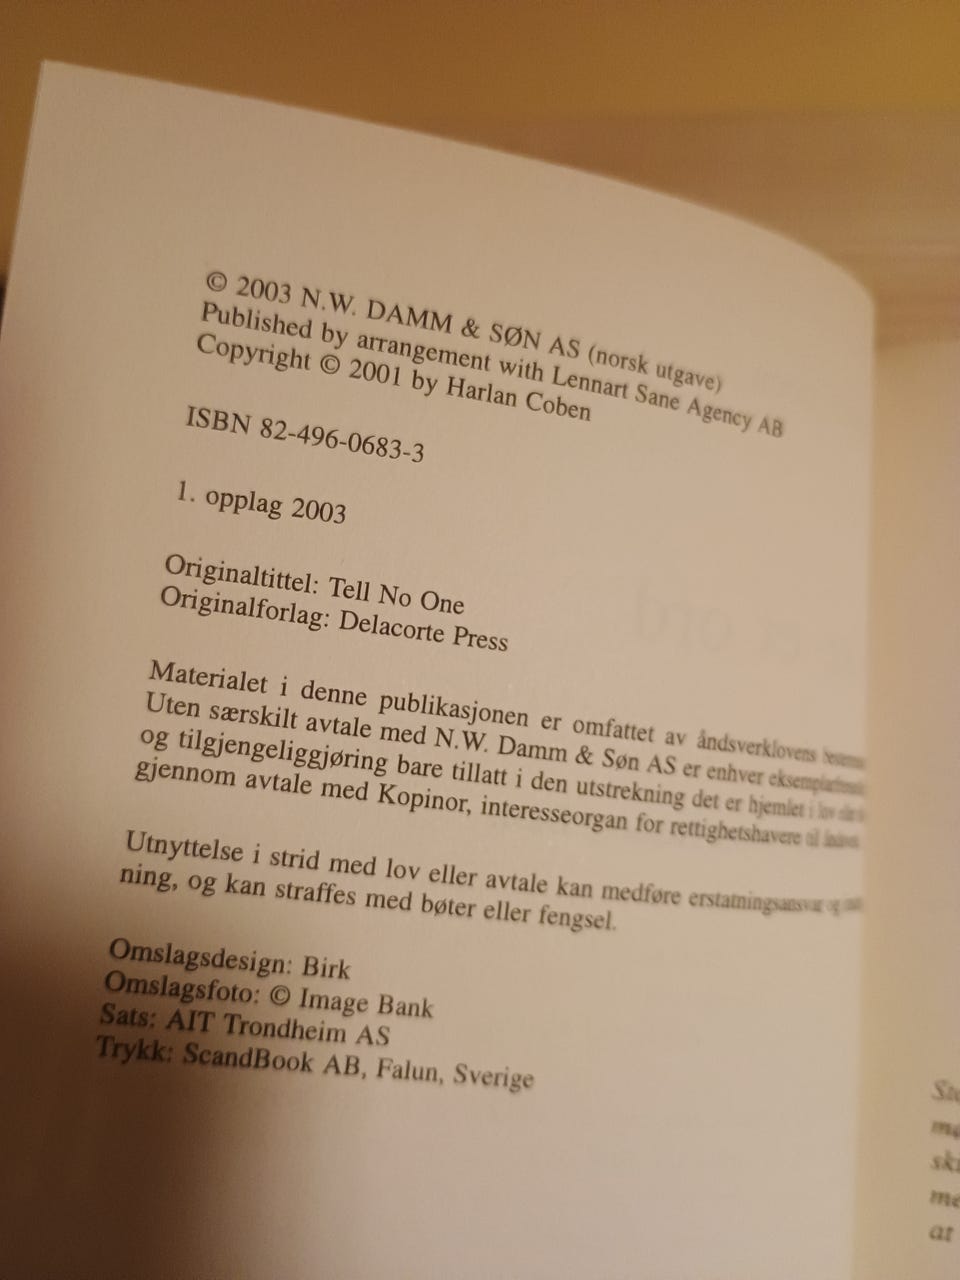 © 2003 N.W. DAMM & SØN AS (norsk utgave)
Published by arrangement with Lennart Sane Agency AB
Copyright © 2001 by Harlan Coben
ISBN 82-496-0683-3
1. opplag 2003
Originaltittel: Tell No One
Originalforlag: Delacorte Press
Materialet i denne publikasjonen er omfattet av åndsverklovens
Uten særskilt avtale med N.W. Damm & Søn AS er enhver
og tilgjengeliggjøring bare tillatt i den utstrekning det er hjemlet i lov
gjennom avtale med Kopinor, interesseorgan for rettighetshavere til
Utnyttelse i strid med lov eller avtale kan medføre erstatningsansvar og
ning, og kan straffes med bøter eller fengsel.
Omslagsdesign: Birk
Omslagsfoto: © Image Bank
Sats: AIT Trondheim AS
Trykk: ScandBook AB, Falun, Sverige
at